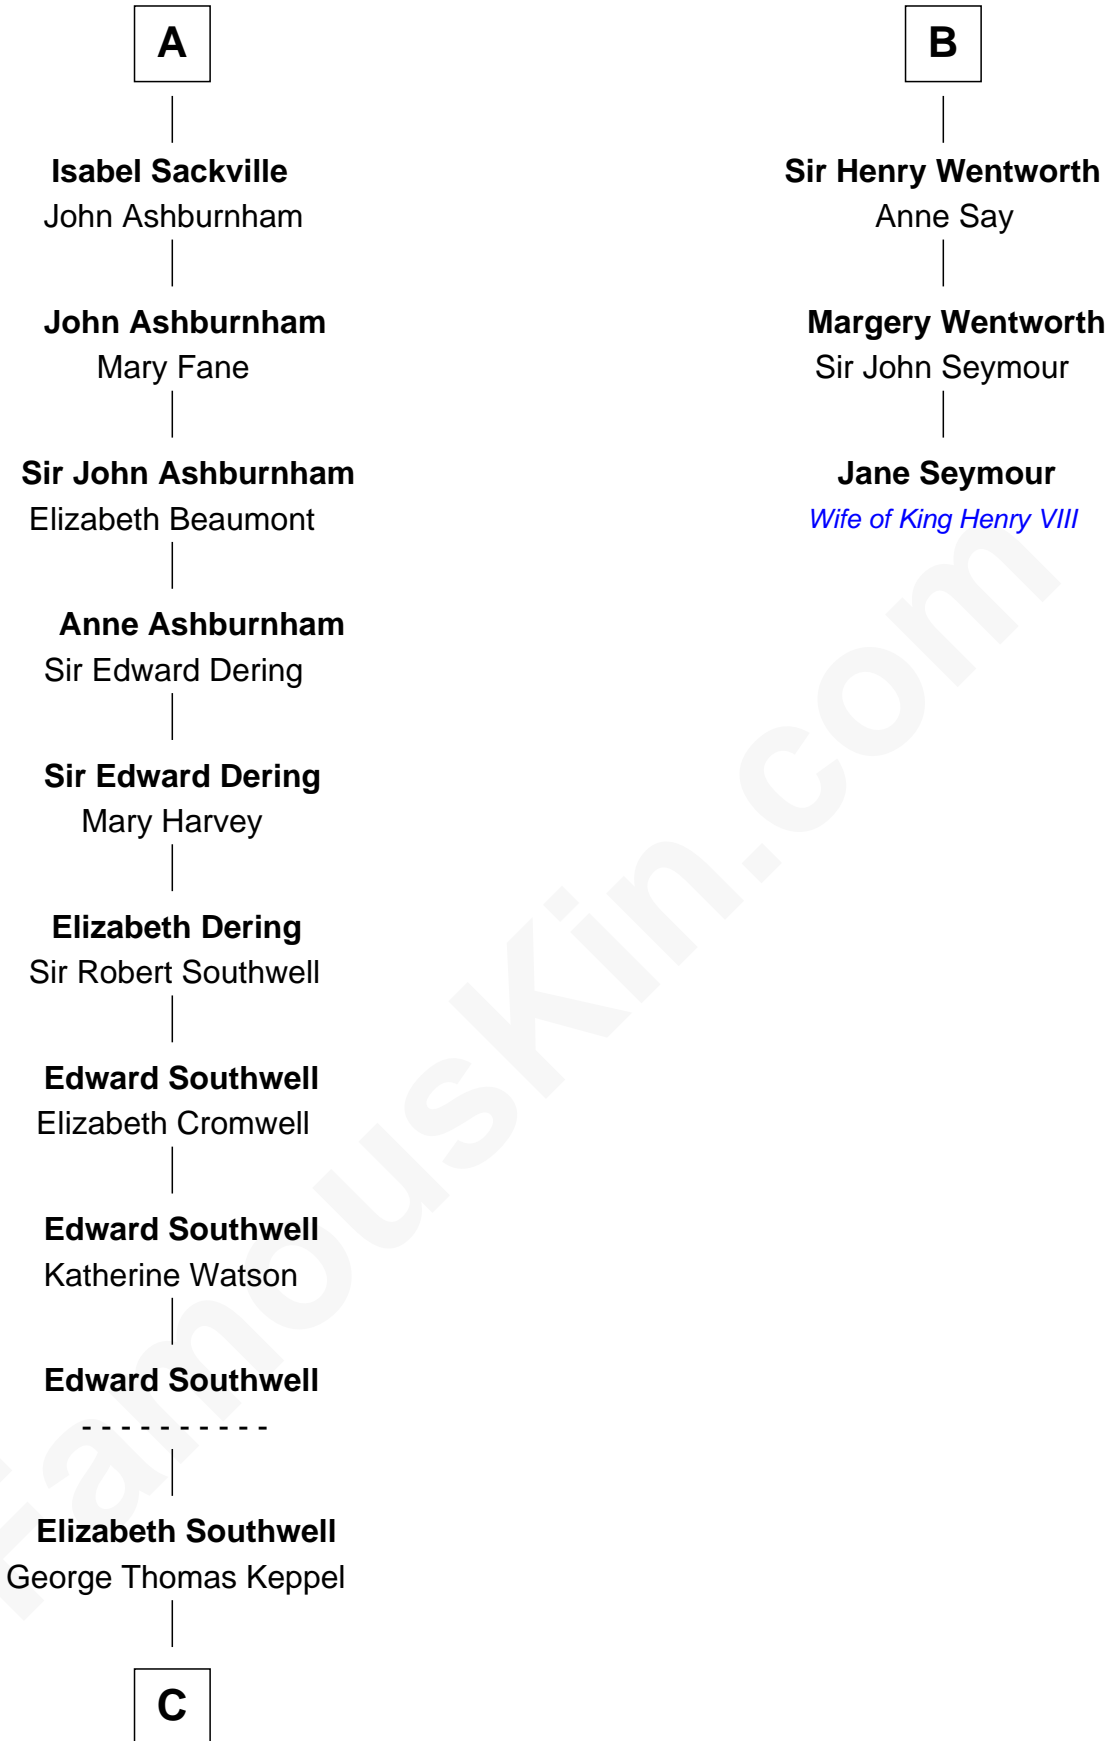 A
Isabel Sackville
John Ashburnham
John Ashburnham
Mary Fane
Sir John Ashburnham
Elizabeth Beaumont
Anne Ashburnham
Sir Edward Dering
Sir Edward Dering
Mary Harvey
Elizabeth Dering
Sir Robert Southwell
Edward Southwell
Elizabeth Cromwell
Edward Southwell
Katherine Watson
Edward Southwell
- - - - - - - - - -
Elizabeth Southwell
George Thomas Keppel
C
B
Sir Henry Wentworth
Anne Say
Margery Wentworth
Sir John Seymour
Jane Seymour
Wife of King Henry VIII
FamousKin.com